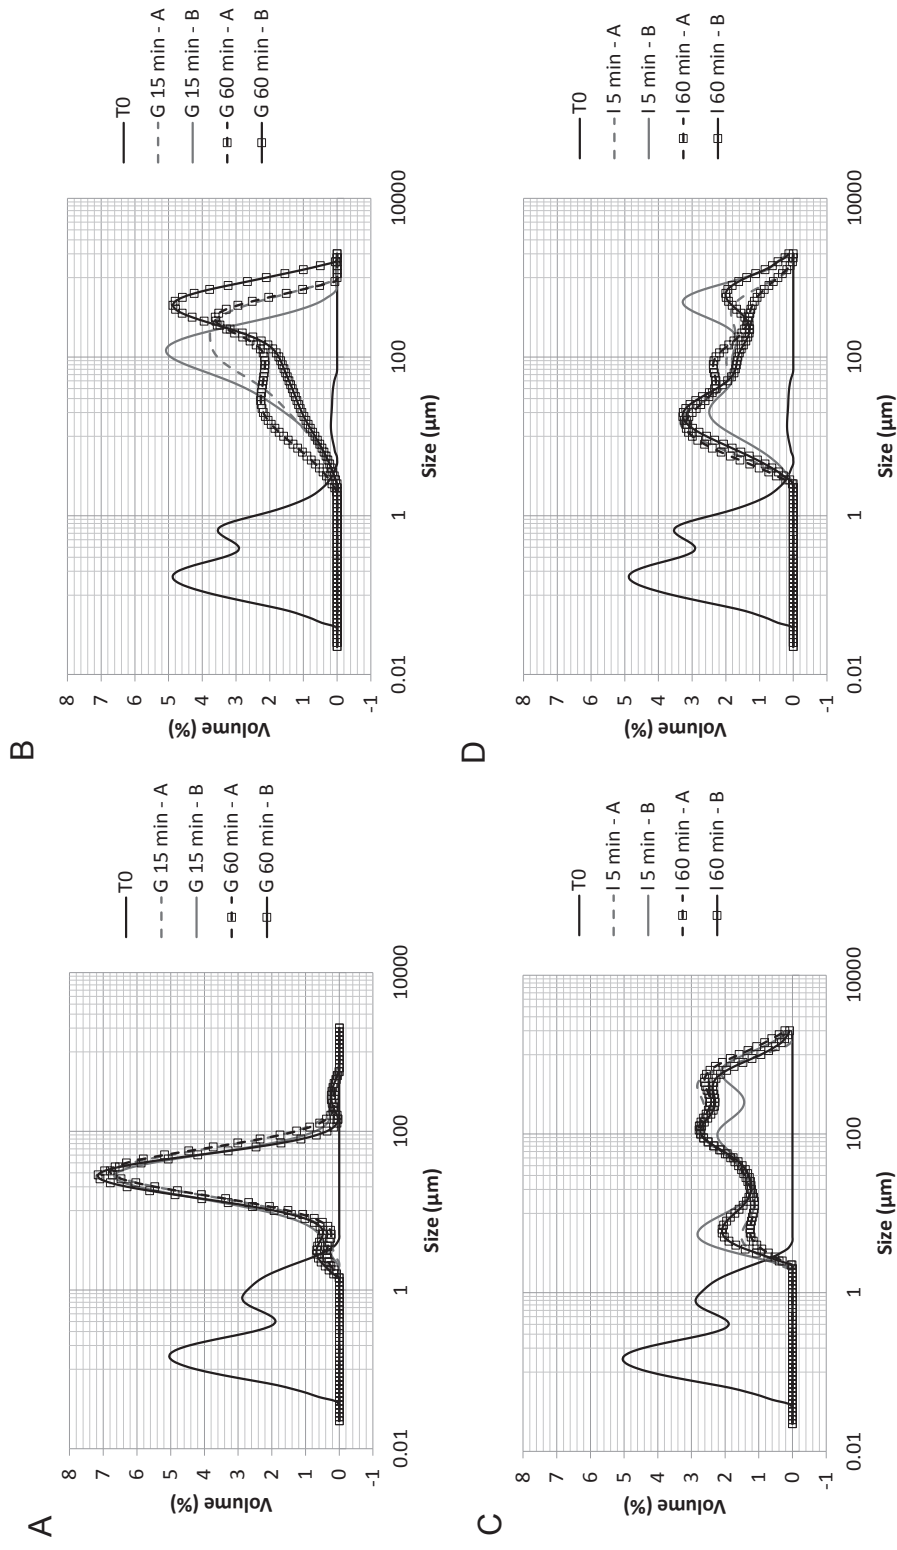 A
8
7
6
5
4
3
2
1
0
-1
Volume (%)
0.01
1
100
10000
Size (µm)
T0
G 15 min - A
G 15 min - B
G 60 min - A
G 60 min - B
B
8
7
6
5
4
3
2
1
0
-1
Volume (%)
0.01
1
100
10000
Size (µm)
T0
G 15 min - A
G 15 min - B
G 60 min - A
G 60 min - B
C
8
7
6
5
4
3
2
1
0
-1
Volume (%)
0.01
1
100
10000
Size (µm)
T0
I 5 min - A
I 5 min - B
I 60 min - A
I 60 min - B
D
8
7
6
5
4
3
2
1
0
-1
Volume (%)
0.01
1
100
10000
Size (µm)
T0
I 5 min - A
I 5 min - B
I 60 min - A
I 60 min - B